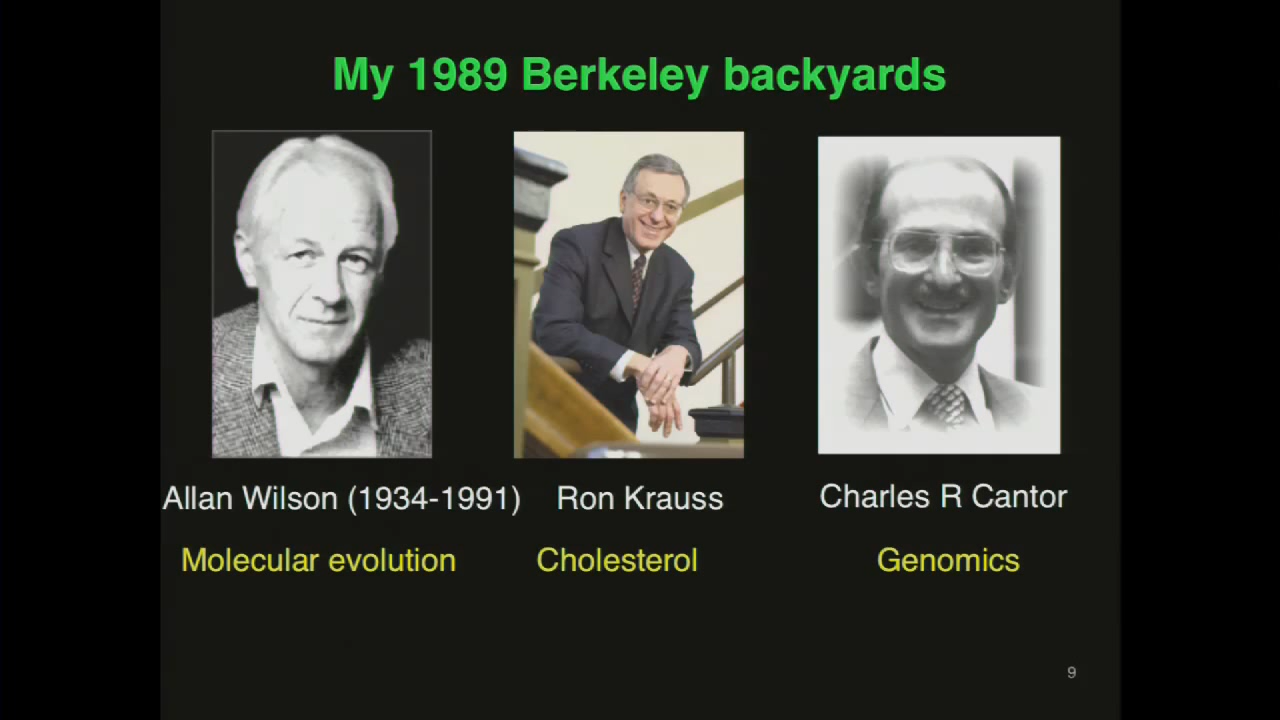 My 1989 Berkeley backyards
Allan Wilson (1934-1991) Ron Krauss Charles R Cantor
Molecular evolution Cholesterol Genomics
9